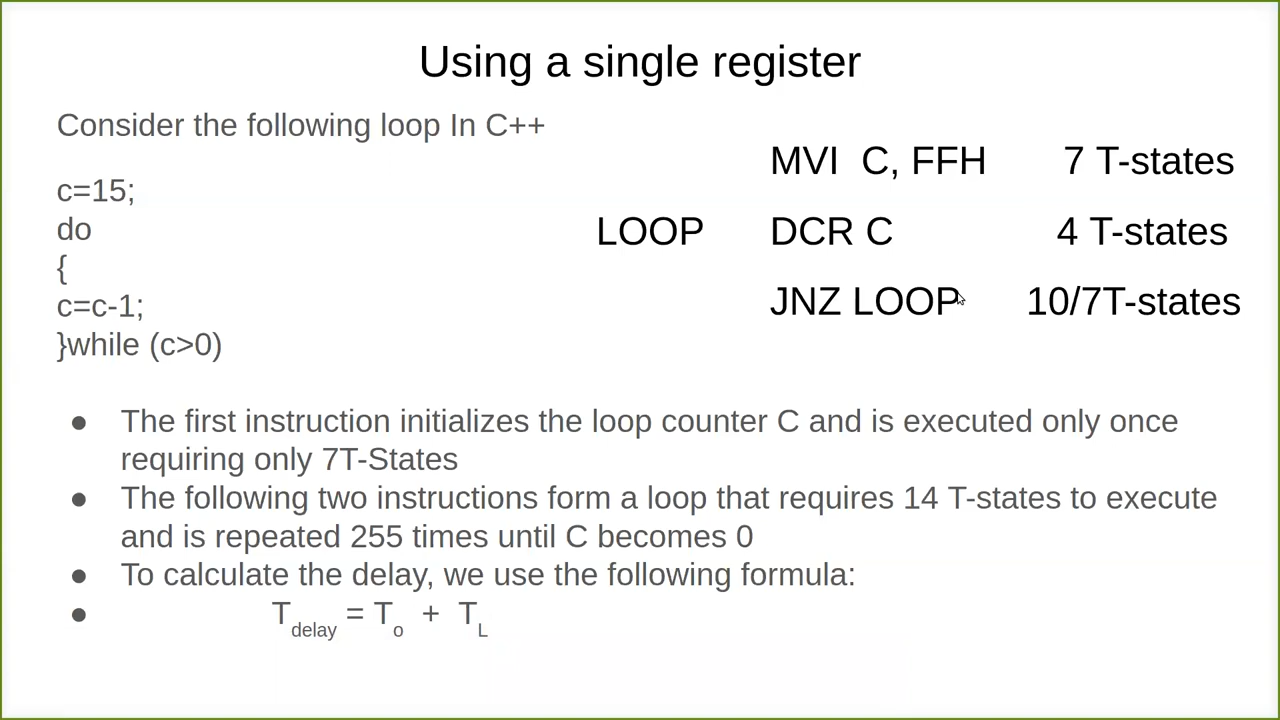 Using a single register
Consider the following loop In C++
c=15;
do
{
c=c-1;
}while (c>0)
MVI C, FFH 7 T-states
LOOP DCR C 4 T-states
JNZ LOOP 10/7T-states
● The first instruction initializes the loop counter C and is executed only once
requiring only 7T-States
● The following two instructions form a loop that requires 14 T-states to execute
and is repeated 255 times until C becomes 0
● To calculate the delay, we use the following formula:
● Tdelay = To + TL